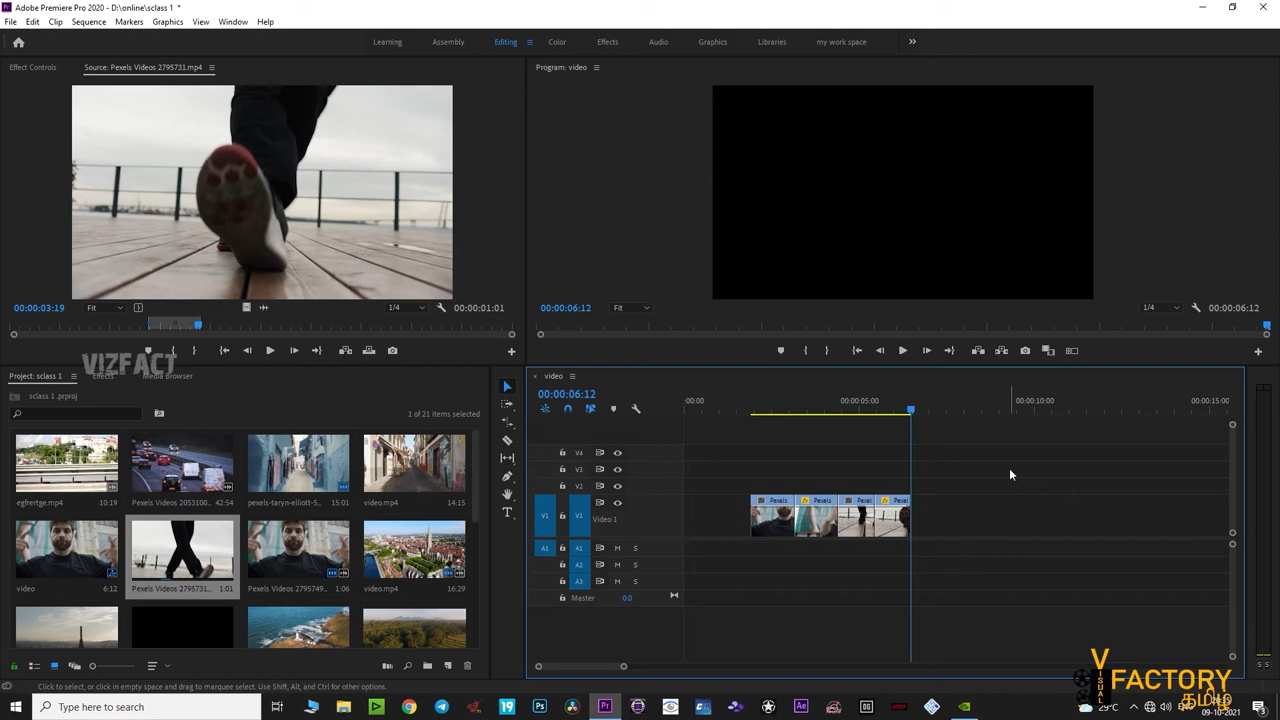 Adobe Premiere Pro 2020 - D:\online\sclass 1 *
File Edit Clip Sequence Markers Graphics View Window Help
Learning Assembly Editing Color Effects Audio Graphics Libraries my work space
Effect Controls Source: Pexels Videos 2795731.mp4 Program: video
00:00:03:19 Fit 1/4 00:00:01:01 00:00:06:12 Fit 1/4 00:00:06:12
VIZFACT
Project: sclass 1 Effects Media Browser video
sclass 1 .prproj
00:00:06:12
1 of 21 items selected
:00:00 00:00:05:00 00:00:10:00 00:00:15:00
V4
V3
V2
egfrertge.mp4 10:19 Pexels Videos 2053100... 42:54 pexels-taryn-elliott-5... 15:01 video.mp4 14:15
Pexels Pexels Pexel Pexel
V1 V1 Video 1
A1 A1 M S
A2 M S
A3 M S
video 6:12 Pexels Videos 2795731... 1:01 Pexels Videos 2795749... 1:06 video.mp4 16:29
Master 0.0
Click to select, or click in empty space and drag to marquee select. Use Shift, Alt, and Ctrl for other options.
V FACTORY
VISUAL
தமிழ்
Type here to search
09-10-2021